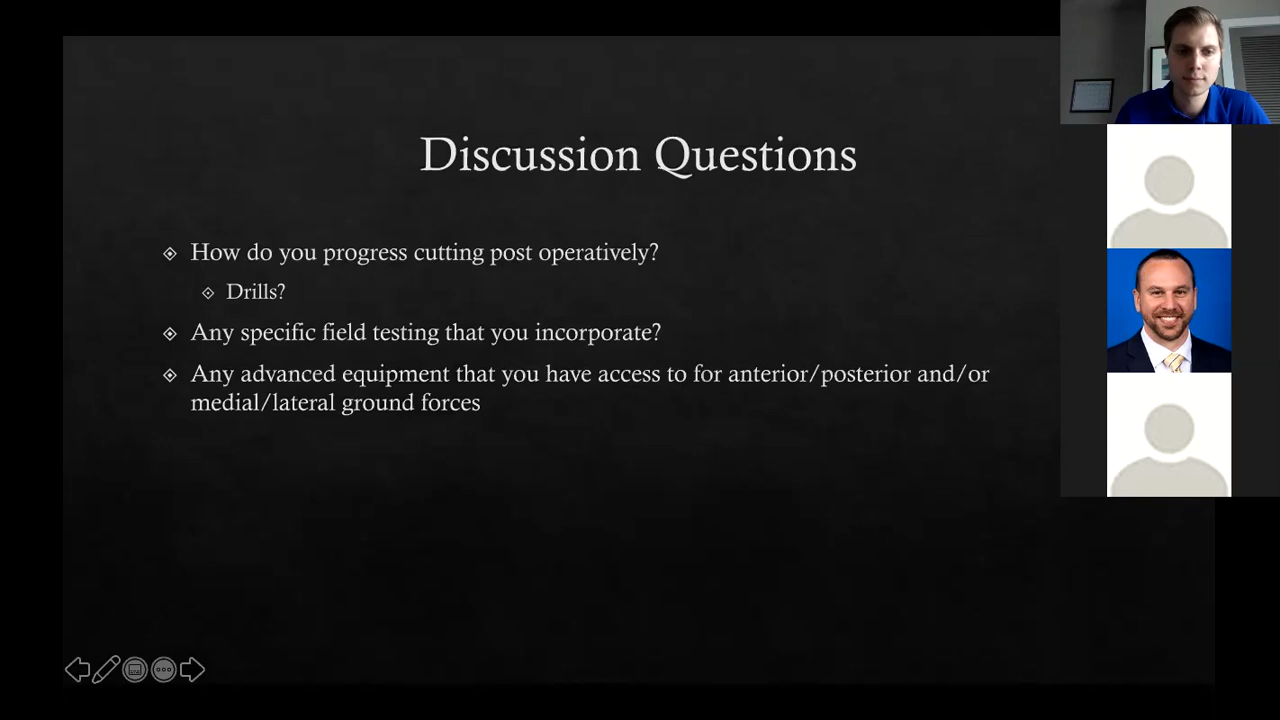 Discussion Questions
How do you progress cutting post operatively?
Drills?
Any specific field testing that you incorporate?
Any advanced equipment that you have access to for anterior/posterior and/or
medial/lateral ground forces